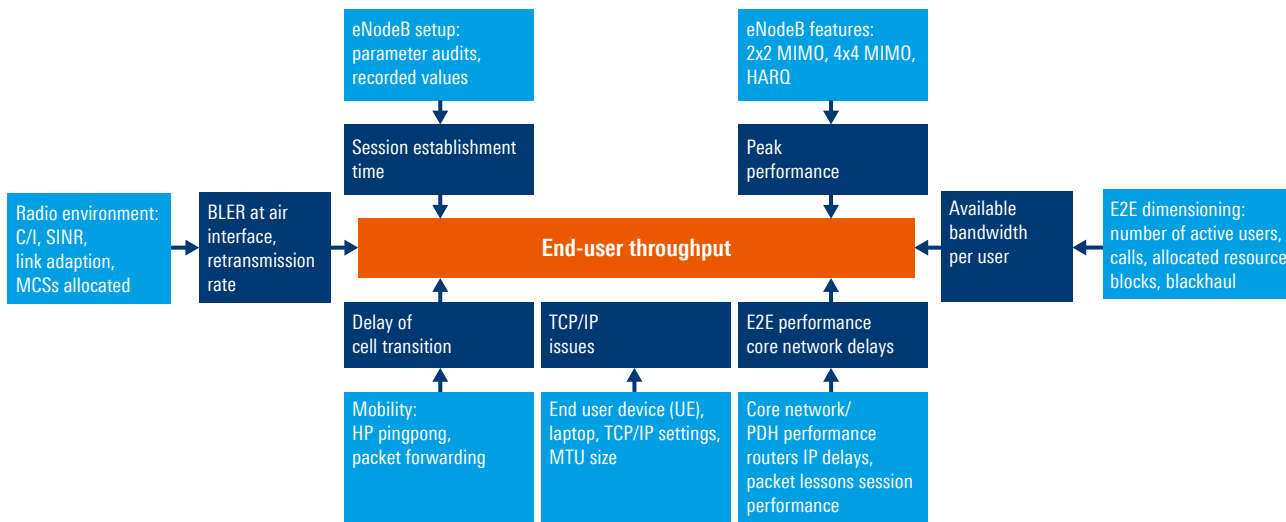 eNodeB setup:
parameter audits,
recorded values
eNodeB features:
2x2 MIMO, 4x4 MIMO,
HARQ
Session establishment
time
Peak
performance
Radio environment:
C/I, SINR,
link adaption,
MCSs allocated
BLER at air
interface,
retransmission
rate
End-user throughput
Available
bandwidth
per user
E2E dimensioning:
number of active users,
calls, allocated resource
blocks, blackhaul
Delay of
cell transition
TCP/IP
issues
E2E performance
core network delays
Mobility:
HP pingpong,
packet forwarding
End user device (UE),
laptop, TCP/IP settings,
MTU size
Core network/
PDH performance
routers IP delays,
packet lessons session
performance